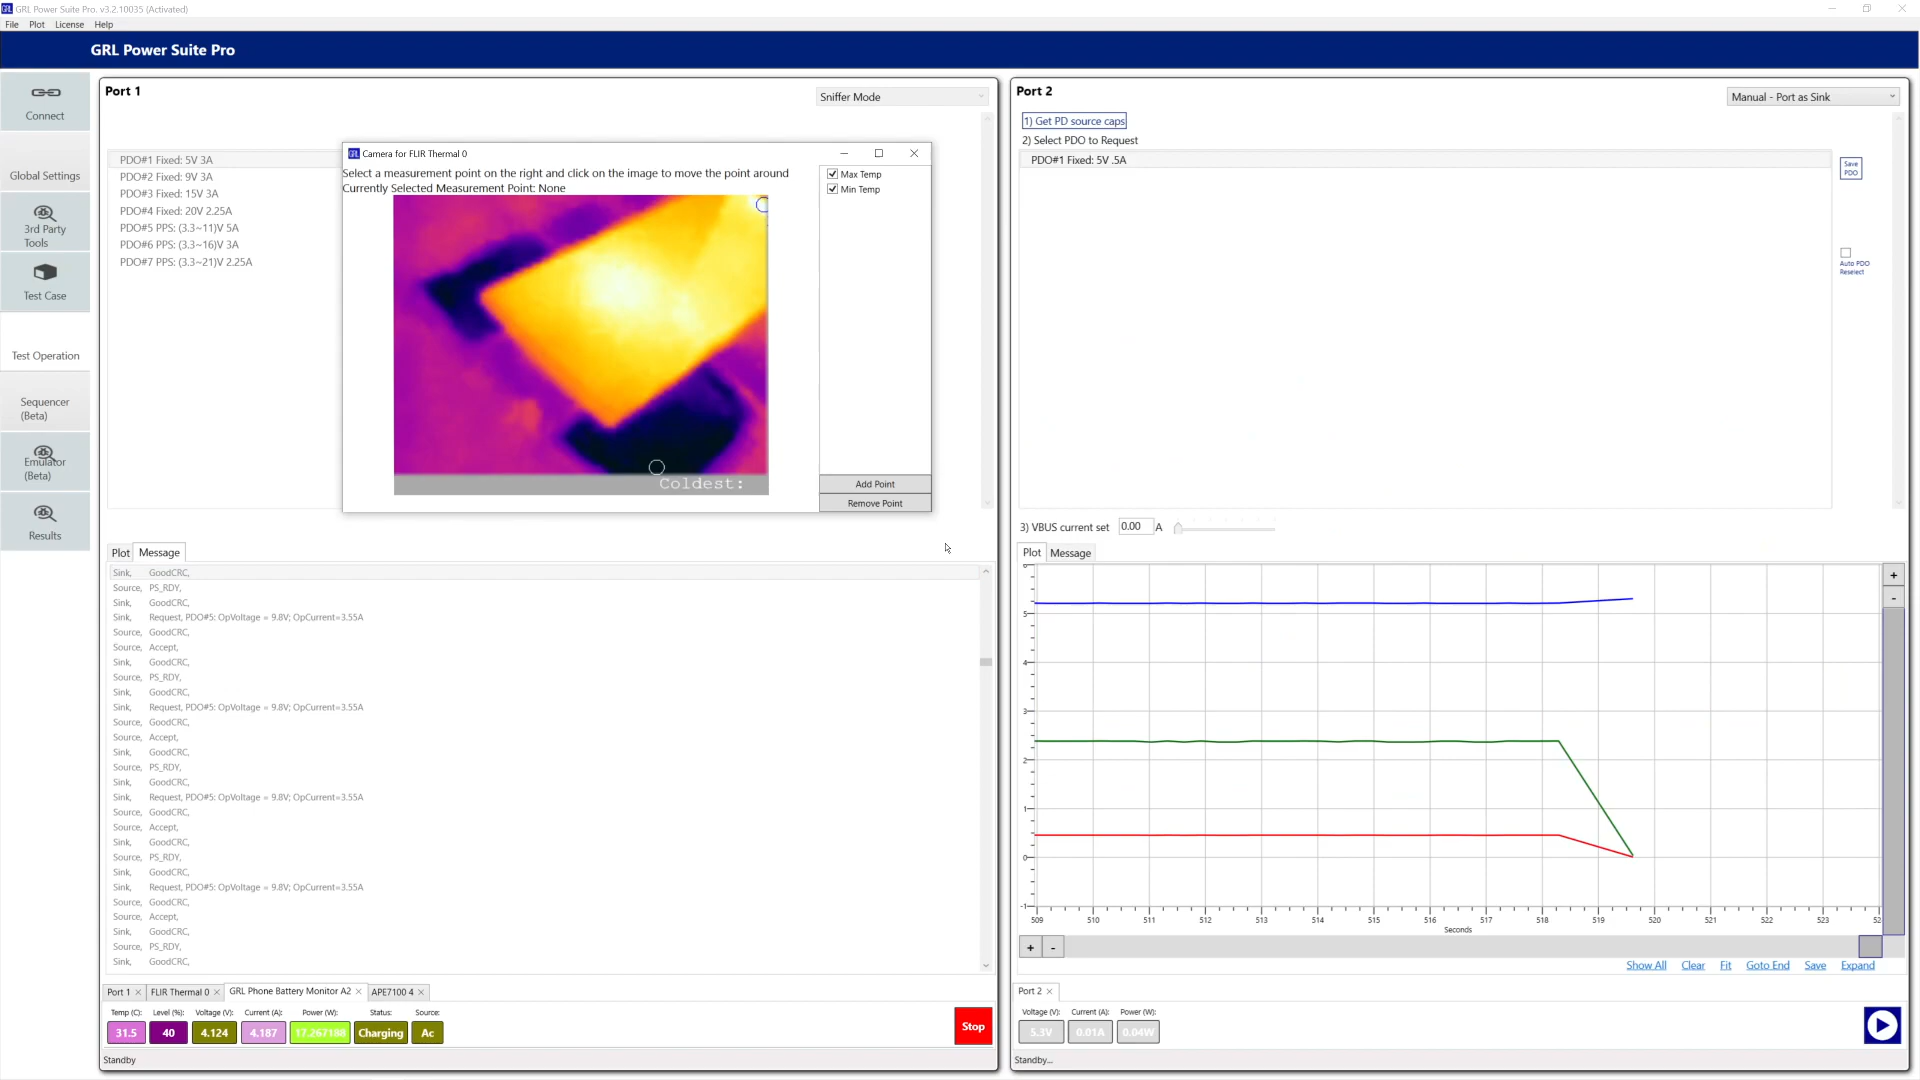 GRL Power Suite Pro. v3.2.10035 (Activated)
File Plot License Help
GRL Power Suite Pro
Connect
Global Settings
3rd Party
Tools
Test Case
Test Operation
Sequencer
(Beta)
Emulator
(Beta)
Results
Port 1
Sniffer Mode
PDO#1 Fixed: 5V 3A
PDO#2 Fixed: 9V 3A
PDO#3 Fixed: 15V 3A
PDO#4 Fixed: 20V 2.25A
PDO#5 PPS: (3.3~11)V 5A
PDO#6 PPS: (3.3~16)V 3A
PDO#7 PPS: (3.3~21)V 2.25A
GRL Camera for FLIR Thermal 0
Select a measurement point on the right and click on the image to move the point around
Currently Selected Measurement Point: None
Max Temp
Min Temp
Coldest:
Add Point
Remove Point
Plot Message
Sink, GoodCRC,
Source, PS_RDY,
Sink, GoodCRC,
Sink, Request, PDO#5: OpVoltage = 9.8V; OpCurrent=3.55A
Source, GoodCRC,
Source, Accept,
Sink, GoodCRC,
Source, PS_RDY,
Sink, GoodCRC,
Sink, Request, PDO#5: OpVoltage = 9.8V; OpCurrent=3.55A
Source, GoodCRC,
Source, Accept,
Sink, GoodCRC,
Source, PS_RDY,
Sink, GoodCRC,
Sink, Request, PDO#5: OpVoltage = 9.8V; OpCurrent=3.55A
Source, GoodCRC,
Source, Accept,
Sink, GoodCRC,
Source, PS_RDY,
Sink, GoodCRC,
Sink, Request, PDO#5: OpVoltage = 9.8V; OpCurrent=3.55A
Source, GoodCRC,
Source, Accept,
Sink, GoodCRC,
Source, PS_RDY,
Sink, GoodCRC,
Port 1 FLIR Thermal 0 GRL Phone Battery Monitor A2 APE7100 4
Temp (C): Level (%): Voltage (V): Current (A): Power (W): Status: Source:
31.5 40 4.124 4.187 17.267188 Charging Ac
Stop
Standby
Port 2
Manual - Port as Sink
1) Get PD source caps
2) Select PDO to Request
PDO#1 Fixed: 5V .5A
Save
PDO
Auto PDO
Reselect
3) VBUS current set 0.00 A
Plot Message
5
4
3
2
1
0
-1
509 510 511 512 513 514 515 516 517 518 519 520 521 522 523
Seconds
+ -
+
-
Show All Clear Fit Goto End Save Expand
Port 2
Voltage (V): Current (A): Power (W):
5.3V 0.01A 0.04W
Standby...